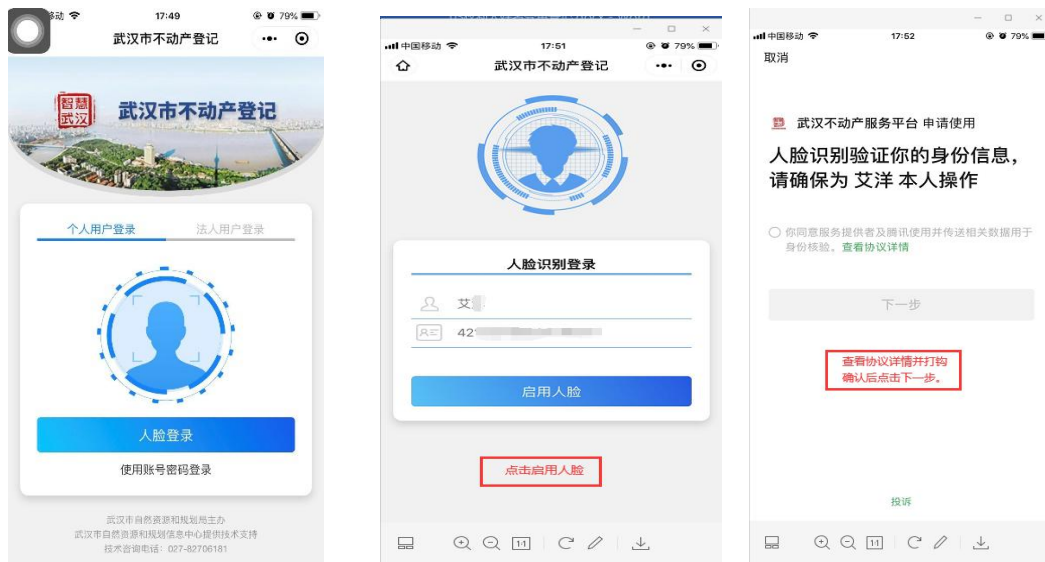 移动
17:49
79%
武汉市不动产登记
智慧
武汉
武汉市不动产登记
个人用户登录
法人用户登录
人脸登录
使用账号密码登录
武汉市自然资源和规划局主办
武汉市自然资源和规划信息中心提供技术支持
技术咨询电话：027-82706181
中国移动
17:51
79%
武汉市不动产登记
人脸识别登录
艾
42
启用人脸
点击启用人脸
1:1
中国移动
17:52
79%
取消
武汉不动产服务平台 申请使用
人脸识别验证你的身份信息，
请确保为 艾洋 本人操作
你同意服务提供者及腾讯使用并传送相关数据用于
身份核验。查看协议详情
下一步
查看协议详情并打钩
确认后点击下一步。
投诉
1:1